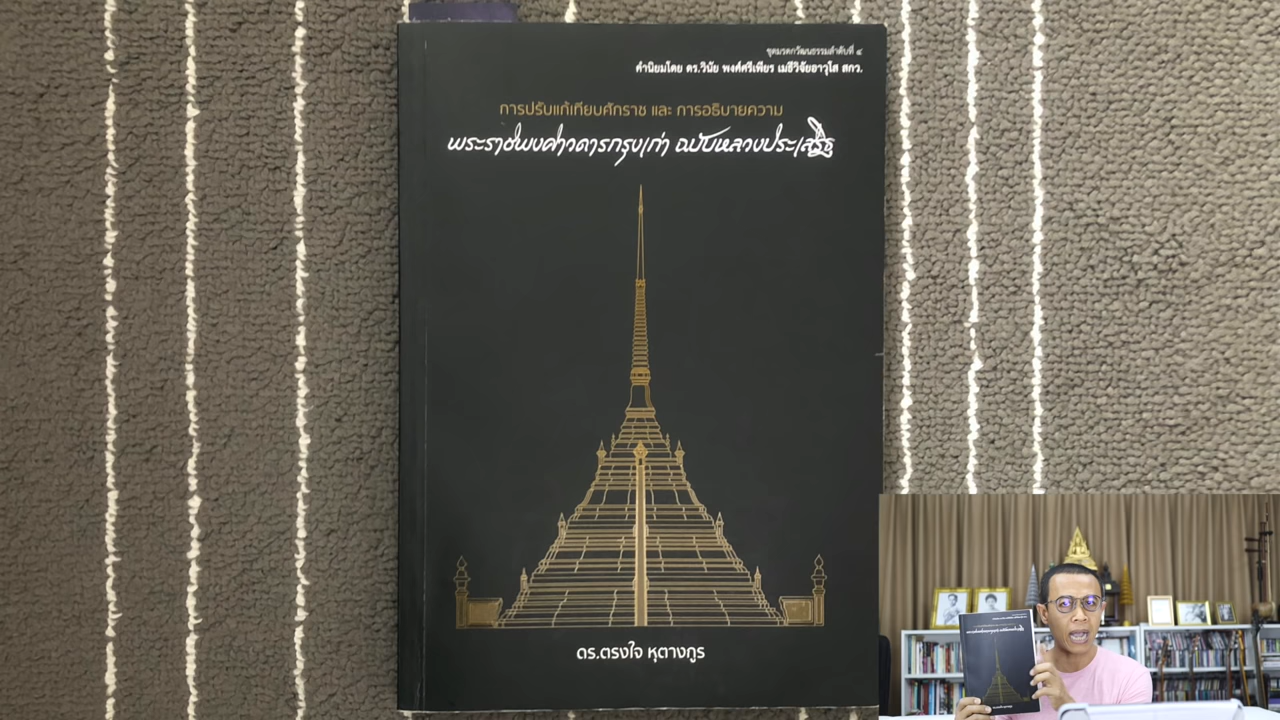 ชุดมรดกวัฒนธรรมลำดับที่ ๔
คำนิยมโดย ดร.วินัย พงศ์ศรีเพียร เมธีวิจัยอาวุโส สกว.
การปรับแก้เทียบศักราช และ การอธิบายความ
พระราชพงศาวดารกรุงเก่า ฉบับหลวงประเสริฐ
ดร.ตรงใจ หุตางกูร